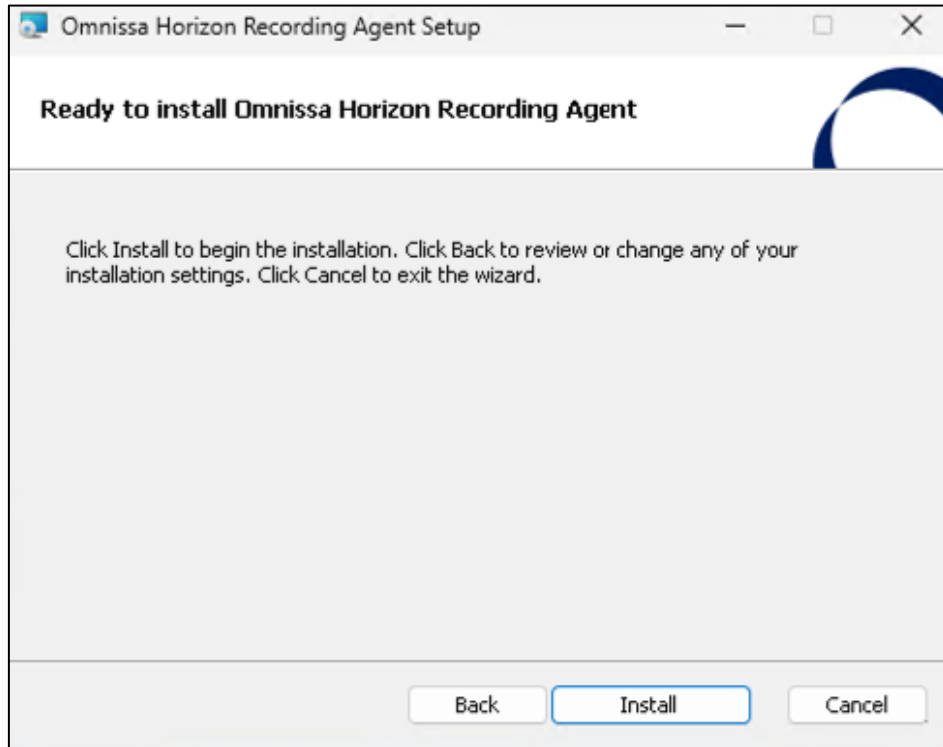 Omnissa Horizon Recording Agent Setup
Ready to install Omnissa Horizon Recording Agent
Click Install to begin the installation. Click Back to review or change any of your
installation settings. Click Cancel to exit the wizard.
Back Install Cancel